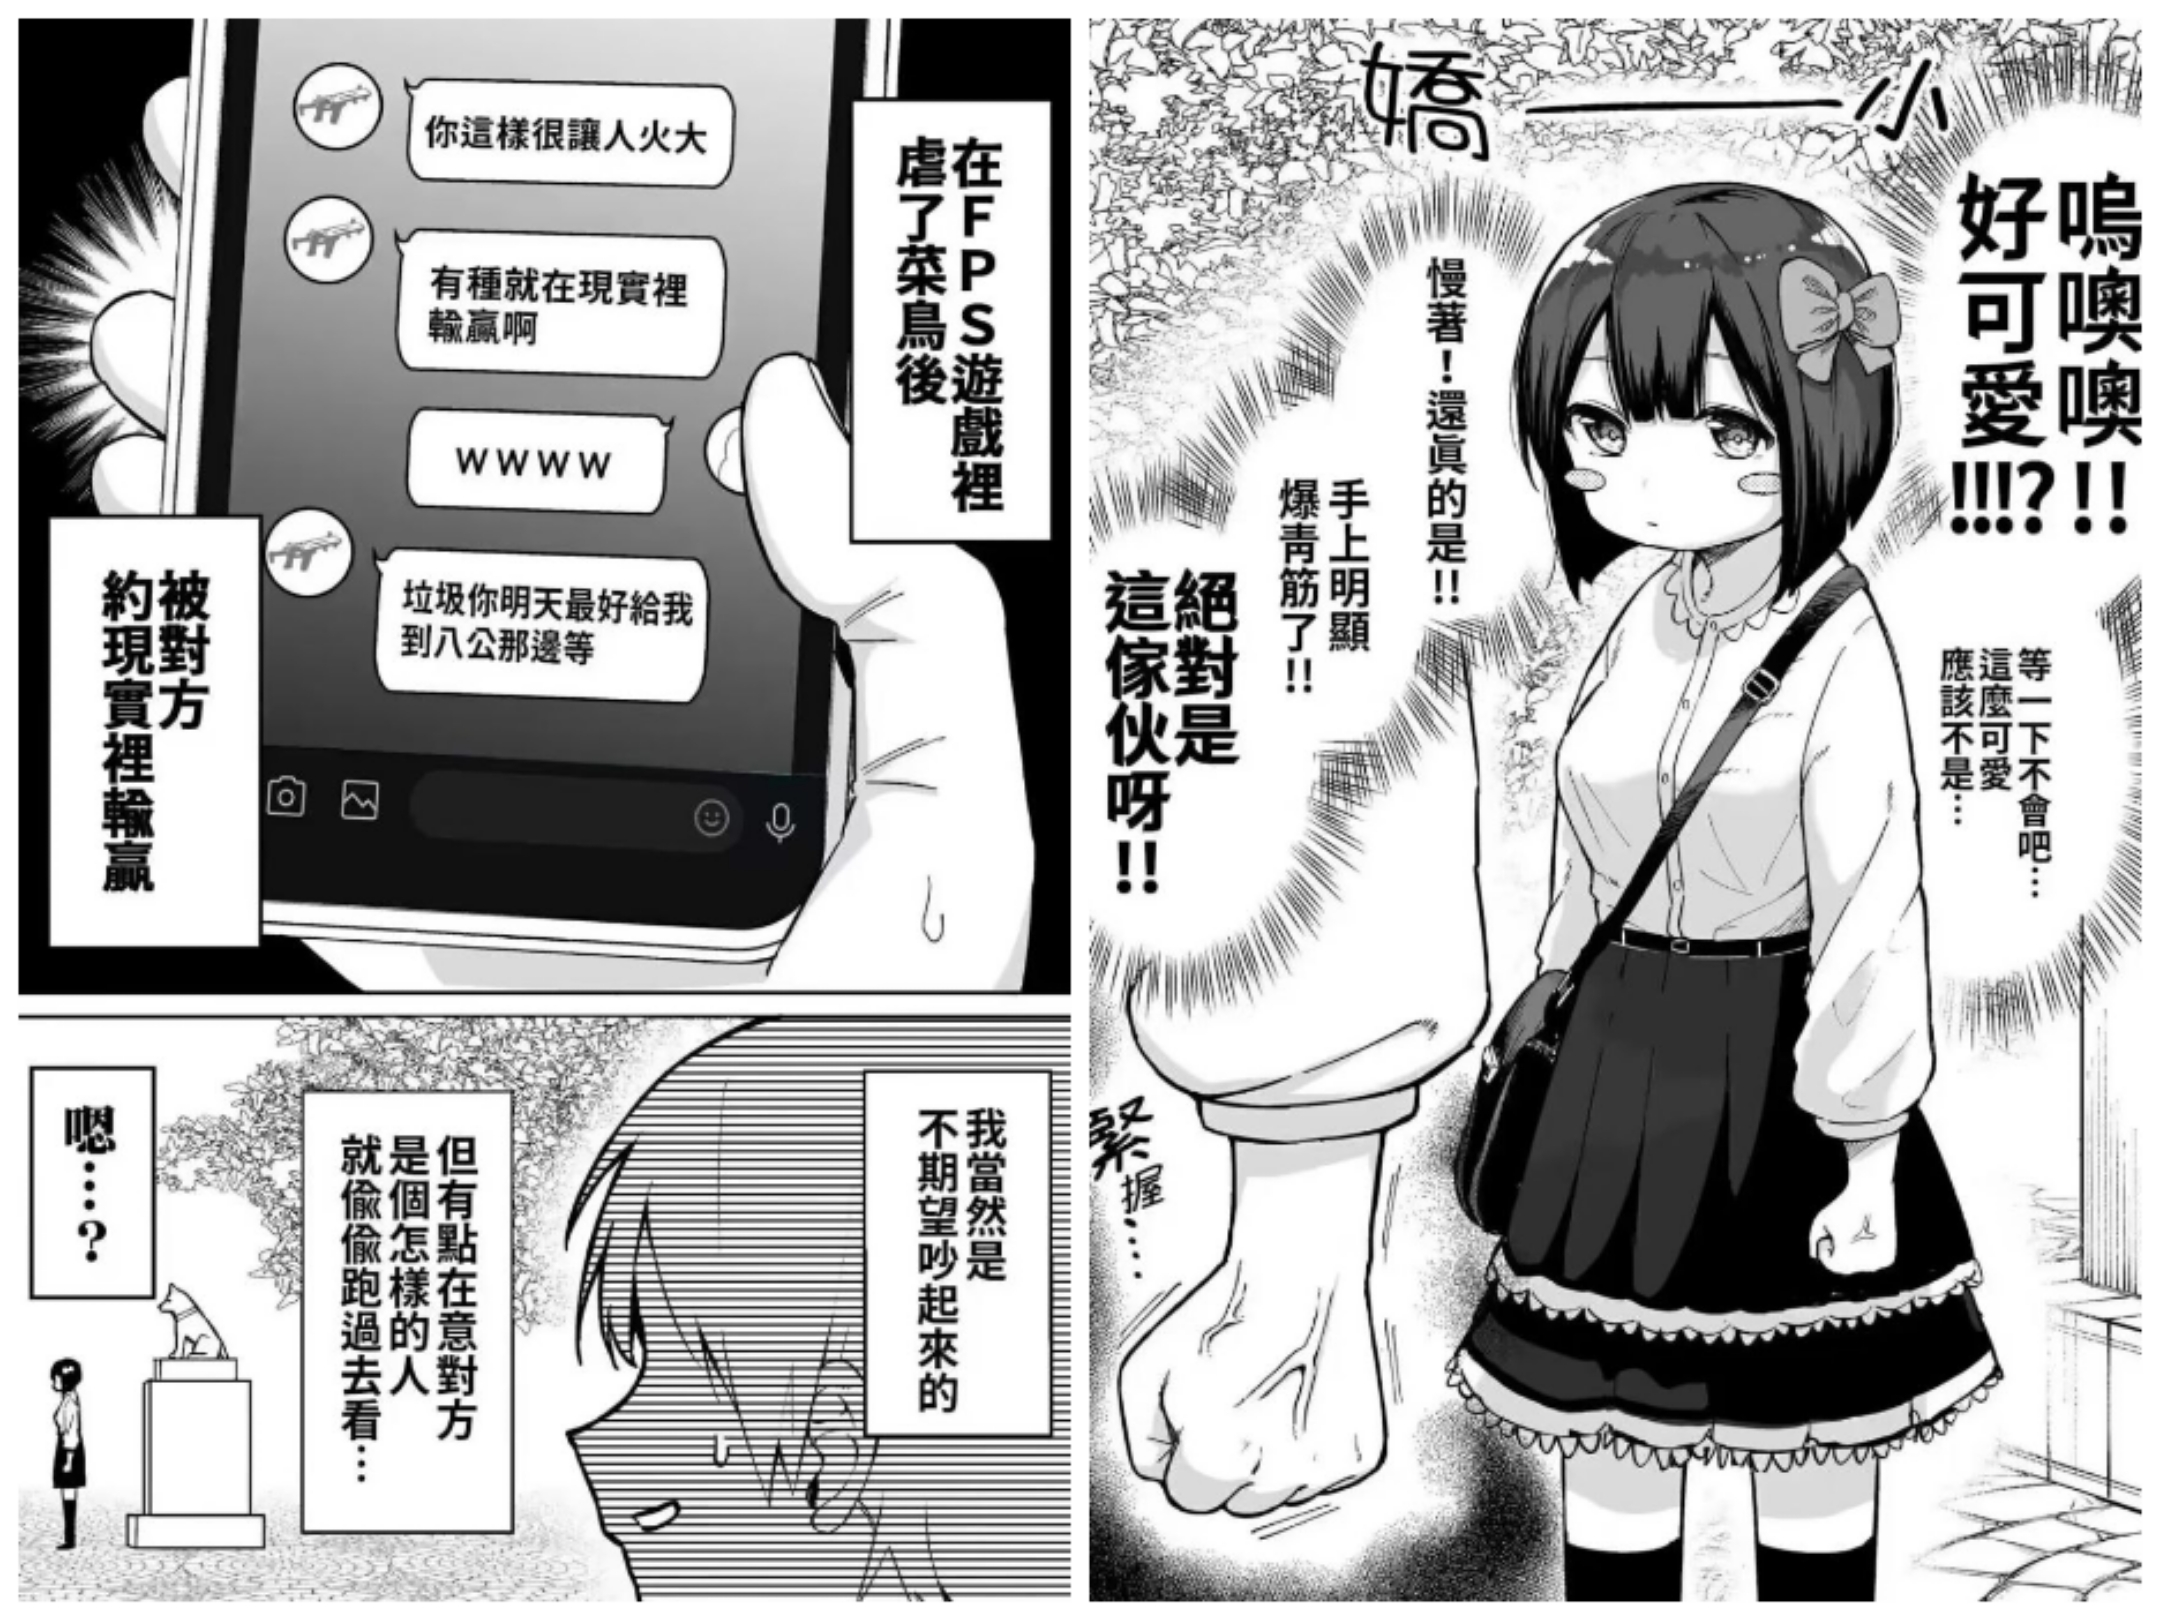 在FPS遊戲裡
虐了菜鳥後
你這樣很讓人火大
有種就在現實裡
輸贏啊
wwww
垃圾你明天最好給我
到八公那邊等
被對方
約現實裡輸贏
我當然是
不期望吵起來的
但有點在意對方
是個怎樣的人
就偷偷跑過去看…
嗯…?
嬌——小
嗚噢噢!!
好可愛!!!!?
等一下不會吧…
這麼可愛
應該不是…
慢著！還真的是!!
手上明顯
爆青筋了!!
絕對是
這傢伙呀!!
緊握…